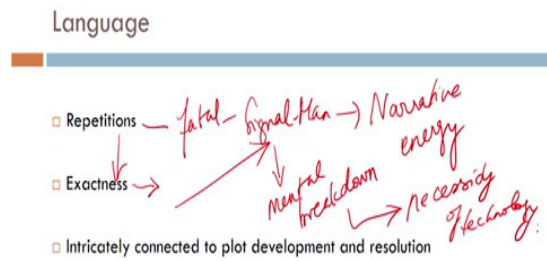 Language
Repetitions — fatal – Signal-Man → Narrative energy
Exactness → mental breakdown → necessity of technology.
Intricately connected to plot development and resolution